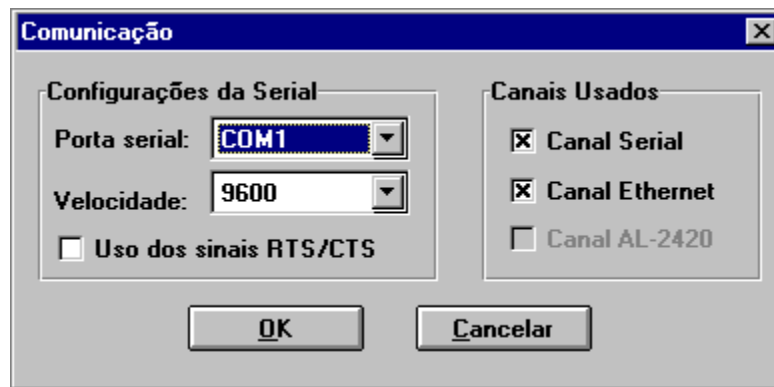 Comunicação
Configurações da Serial
Porta serial: COM1
Velocidade: 9600
Uso dos sinais RTS/CTS
Canais Usados
Canal Serial
Canal Ethernet
Canal AL-2420
OK
Cancelar